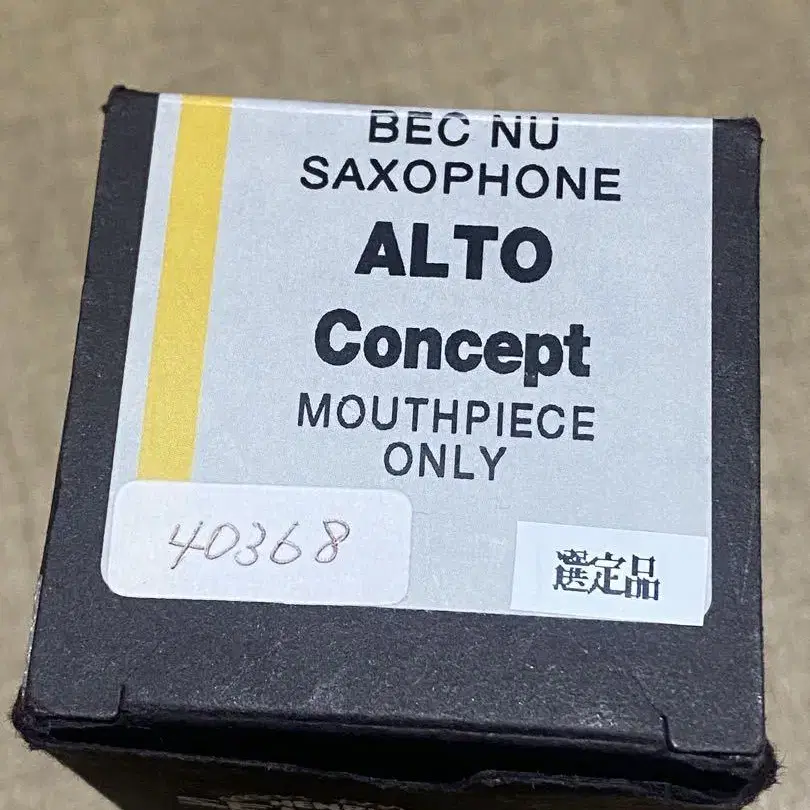 BEC NU
SAXOPHONE
ALTO
Concept
MOUTHPIECE
ONLY
40368
選定品